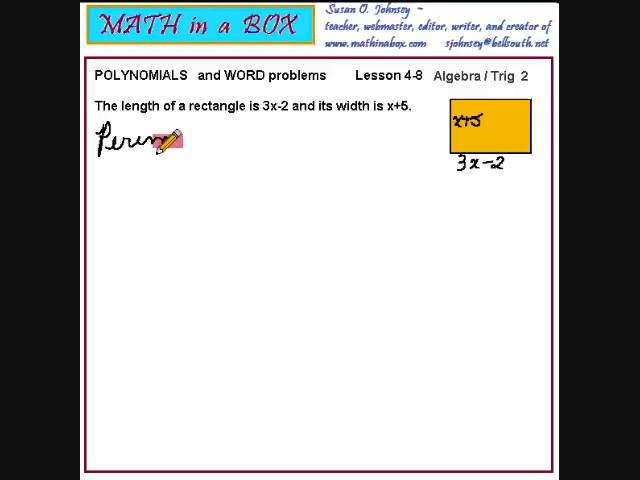 MATH in a BOX
Susan O. Johnsey ~
teacher, webmaster, editor, writer, and creator of
www.mathinabox.com sjohnsey@bellsouth.net
POLYNOMIALS and WORD problems Lesson 4-8 Algebra / Trig 2
The length of a rectangle is 3x-2 and its width is x+5.
x+5
Perim
3x-2